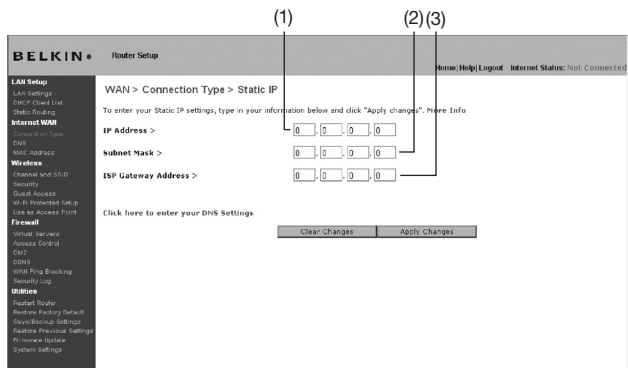 (1)
(2)
(3)
BELKIN
Router Setup
Home|Help|Logout Internet Status: Not Connected
LAN Setup
LAN Settings
DHCP Client List
Static Routing
Internet WAN
Connection Type
DNS
MAC Address
Wireless
Channel and SSID
Security
Guest Access
Wi-Fi Protected Setup
Use as Access Point
Firewall
Virtual Servers
Access Control
DMZ
DDNS
WAN Ping Blocking
Security Log
Utilities
Restart Router
Restore Factory Default
Save/Backup Settings
Restore Previous Settings
Firmware Update
System Settings
WAN > Connection Type > Static IP
To enter your Static IP settings, type in your information below and click "Apply changes". More Info
IP Address > 0 . 0 . 0 . 0
Subnet Mask > 0 . 0 . 0 . 0
ISP Gateway Address > 0 . 0 . 0 . 0
Click here to enter your DNS Settings
Clear Changes
Apply Changes